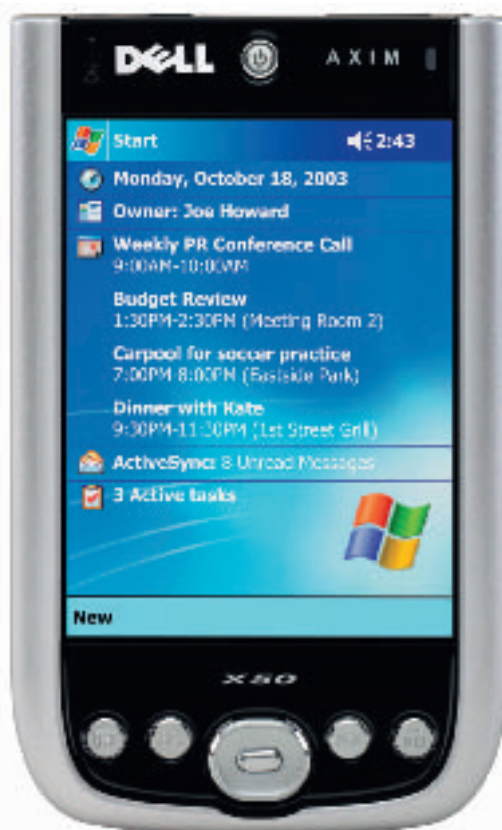 DELL
AXIM
Start 2:43
Monday, October 18, 2003
Owner: Joe Howard
Weekly PR Conference Call
9:00AM-10:00AM
Budget Review
1:30PM-2:30PM (Meeting Room 2)
Carpool for soccer practice
7:00PM-8:00PM (Eastside Park)
Dinner with Kate
9:30PM-11:30PM (1st Street Grill)
ActiveSync: 8 Unread Messages
3 Active tasks
New
X50